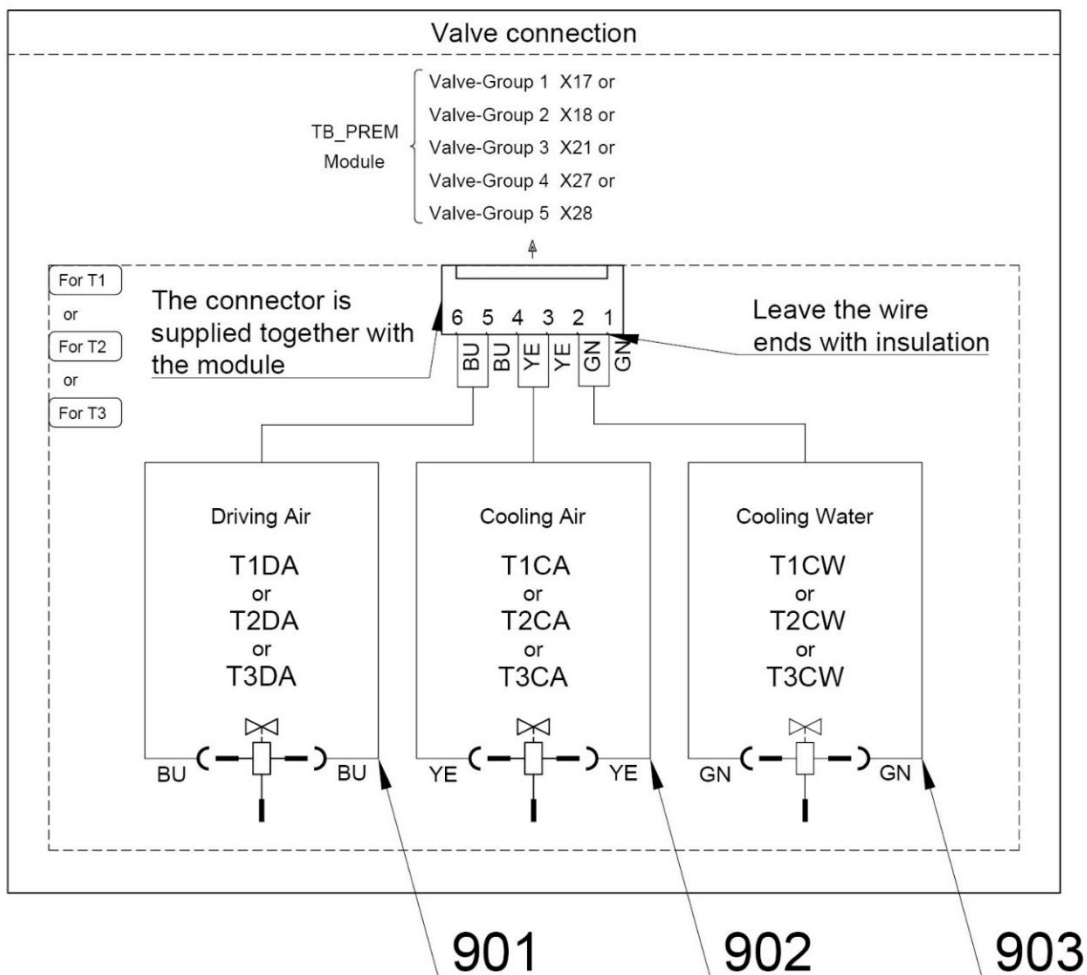 Valve connection
TB_PREM
Module
Valve-Group 1 X17 or
Valve-Group 2 X18 or
Valve-Group 3 X21 or
Valve-Group 4 X27 or
Valve-Group 5 X28
For T1
or
For T2
or
For T3
The connector is
supplied together with
the module
6 5 4 3 2 1
BU BU YE YE GN GN
Leave the wire
ends with insulation
Driving Air
T1DA
or
T2DA
or
T3DA
BU BU
Cooling Air
T1CA
or
T2CA
or
T3CA
YE YE
Cooling Water
T1CW
or
T2CW
or
T3CW
GN GN
901 902 903